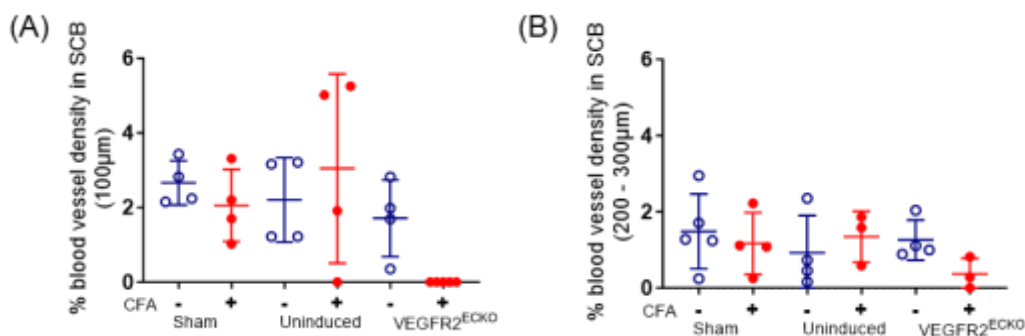 (A)
% blood vessel density in SCB
(100µm)
6
4
2
0
CFA - + - + - +
Sham Uninduced VEGFR2ECKO
(B)
% blood vessel density in SCB
(200 - 300µm)
6
4
2
0
CFA - + - + - +
Sham Uninduced VEGFR2ECKO